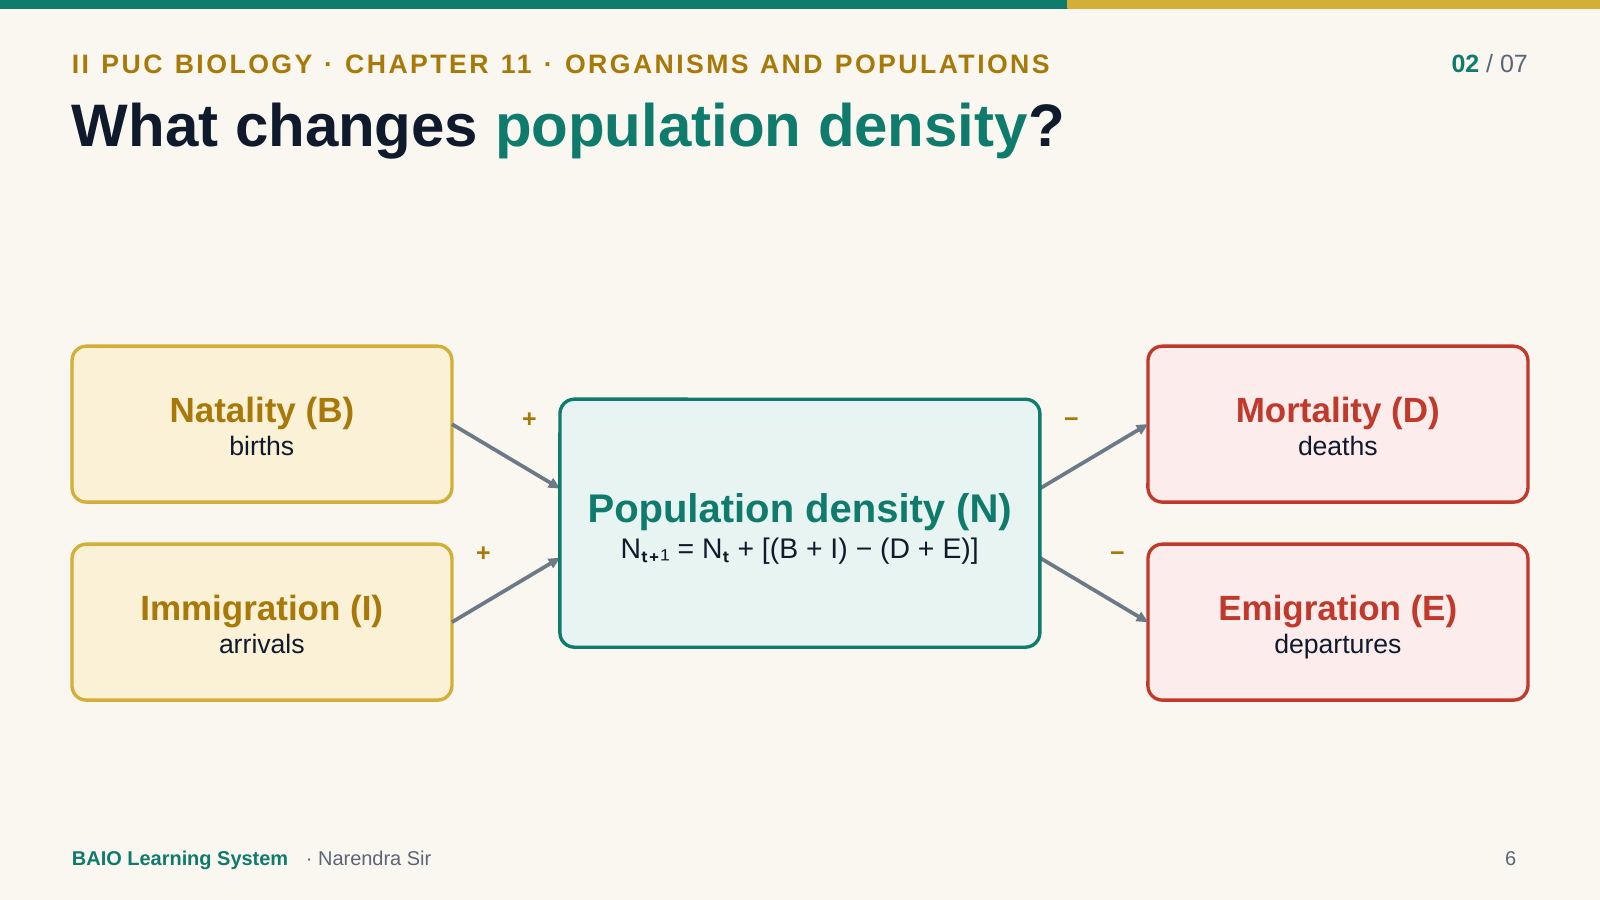 II PUC BIOLOGY · CHAPTER 11 · ORGANISMS AND POPULATIONS
02 / 07
What changes population density?
Natality (B)
births
+
Immigration (I)
arrivals
+
Population density (N)
Nₜ₊₁ = Nₜ + [(B + I) − (D + E)]
−
Mortality (D)
deaths
−
Emigration (E)
departures
BAIO Learning System · Narendra Sir
6